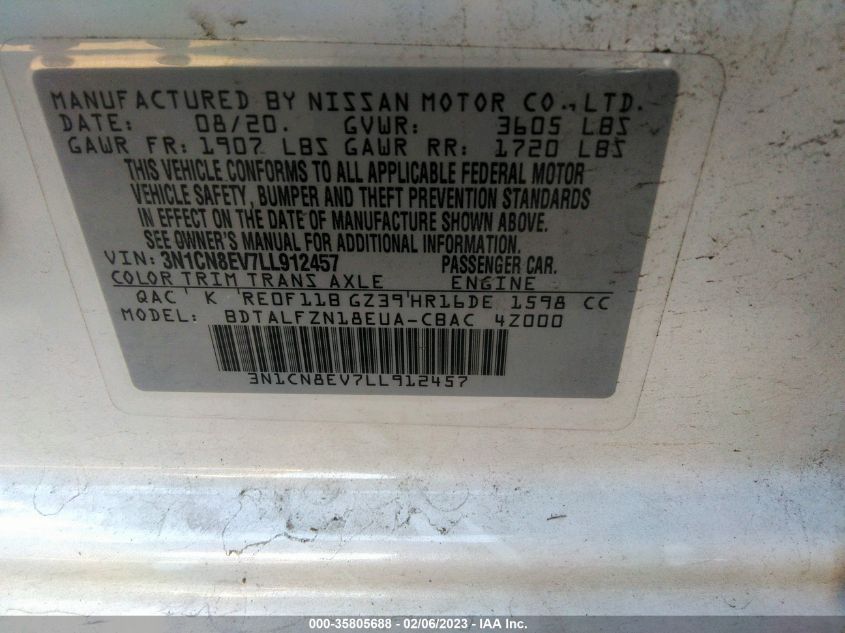 MANUFACTURED BY NISSAN MOTOR CO., LTD.
DATE: 08/20. GVWR: 3605 LBS
GAWR FR: 1907 LBS GAWR RR: 1720 LBS
THIS VEHICLE CONFORMS TO ALL APPLICABLE FEDERAL MOTOR
VEHICLE SAFETY, BUMPER AND THEFT PREVENTION STANDARDS
IN EFFECT ON THE DATE OF MANUFACTURE SHOWN ABOVE.
SEE OWNER'S MANUAL FOR ADDITIONAL INFORMATION.
VIN: 3N1CN8EV7LL912457 PASSENGER CAR.
COLOR TRIM TRANS AXLE ENGINE
QAC' K 'RE0F11B GZ39'HR16DE 1598 CC
MODEL: BDTALFZN18EUA-CBAC 4Z000
3N1CN8EV7LL912457
000-35805688 - 02/06/2023 - © IAA Inc.